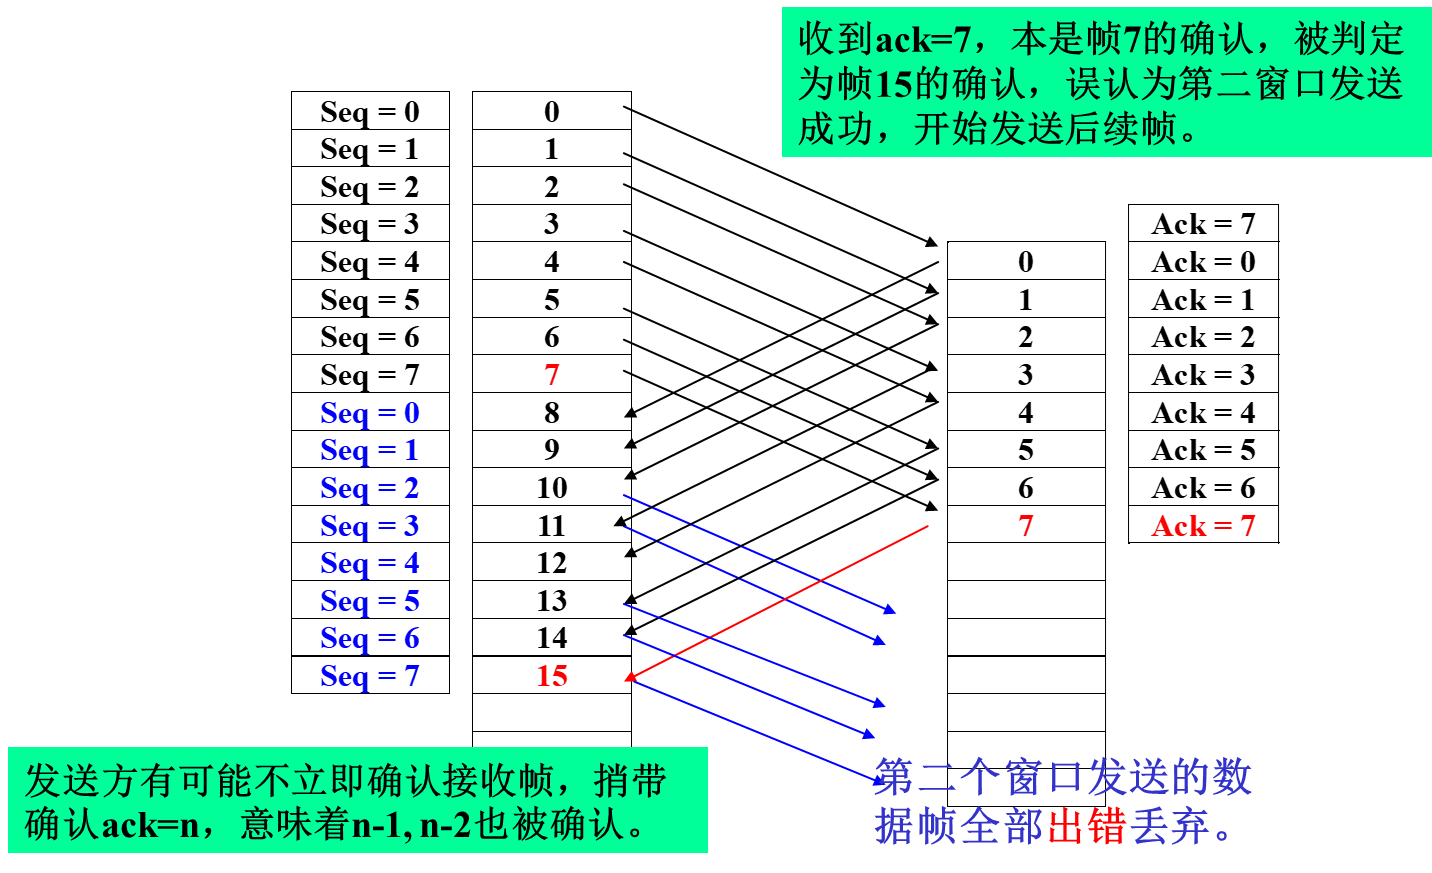 收到ack=7，本是帧7的确认，被判定
为帧15的确认，误认为第二窗口发送
成功，开始发送后续帧。
Seq = 0
Seq = 1
Seq = 2
Seq = 3
Seq = 4
Seq = 5
Seq = 6
Seq = 7
Seq = 0
Seq = 1
Seq = 2
Seq = 3
Seq = 4
Seq = 5
Seq = 6
Seq = 7
0
1
2
3
4
5
6
7
8
9
10
11
12
13
14
15
0
1
2
3
4
5
6
7
Ack = 7
Ack = 0
Ack = 1
Ack = 2
Ack = 3
Ack = 4
Ack = 5
Ack = 6
Ack = 7
发送方有可能不立即确认接收帧，捎带
确认ack=n，意味着n-1, n-2也被确认。
第二个窗口发送的数
据帧全部出错丢弃。